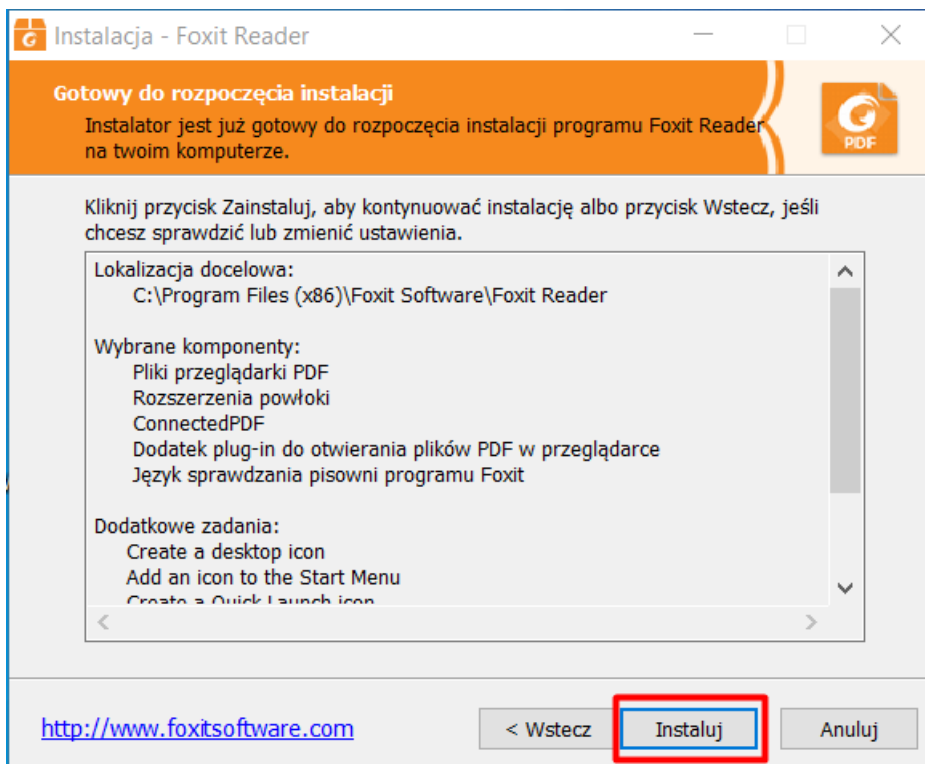 Instalacja - Foxit Reader
Gotowy do rozpoczęcia instalacji
Instalator jest już gotowy do rozpoczęcia instalacji programu Foxit Reader
na twoim komputerze.
PDF
Kliknij przycisk Zainstaluj, aby kontynuować instalację albo przycisk Wstecz, jeśli
chcesz sprawdzić lub zmienić ustawienia.
Lokalizacja docelowa:
C:\Program Files (x86)\Foxit Software\Foxit Reader
Wybrane komponenty:
Pliki przeglądarki PDF
Rozszerzenia powłoki
ConnectedPDF
Dodatek plug-in do otwierania plików PDF w przeglądarce
Język sprawdzania pisowni programu Foxit
Dodatkowe zadania:
Create a desktop icon
Add an icon to the Start Menu
Create a Quick Launch icon
http://www.foxitsoftware.com
< Wstecz
Instaluj
Anuluj